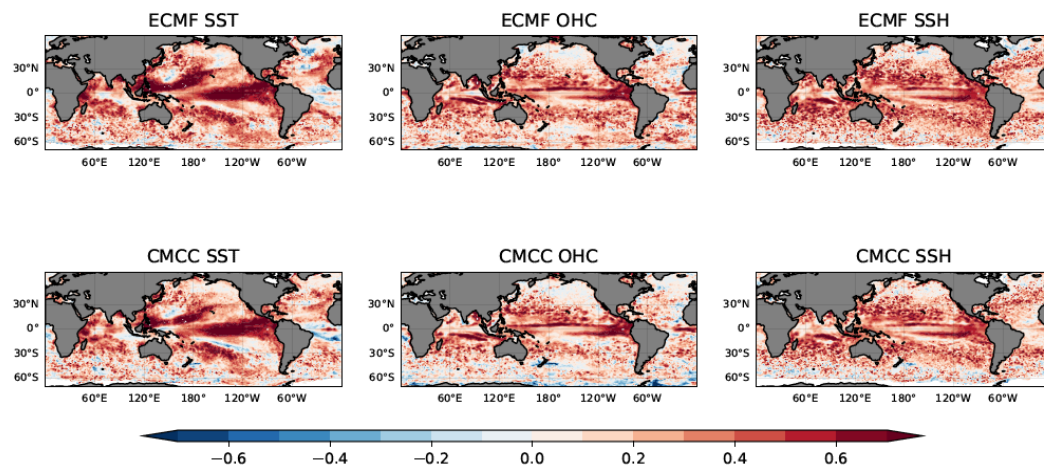 ECMF SST ECMF OHC ECMF SSH
30°N 30°N 30°N
0° 0° 0°
30°S 30°S 30°S
60°S 60°S 60°S
60°E 120°E 180° 120°W 60°W 60°E 120°E 180° 120°W 60°W 60°E 120°E 180° 120°W 60°W
CMCC SST CMCC OHC CMCC SSH
30°N 30°N 30°N
0° 0° 0°
30°S 30°S 30°S
60°S 60°S 60°S
60°E 120°E 180° 120°W 60°W 60°E 120°E 180° 120°W 60°W 60°E 120°E 180° 120°W 60°W
−0.6 −0.4 −0.2 0.0 0.2 0.4 0.6